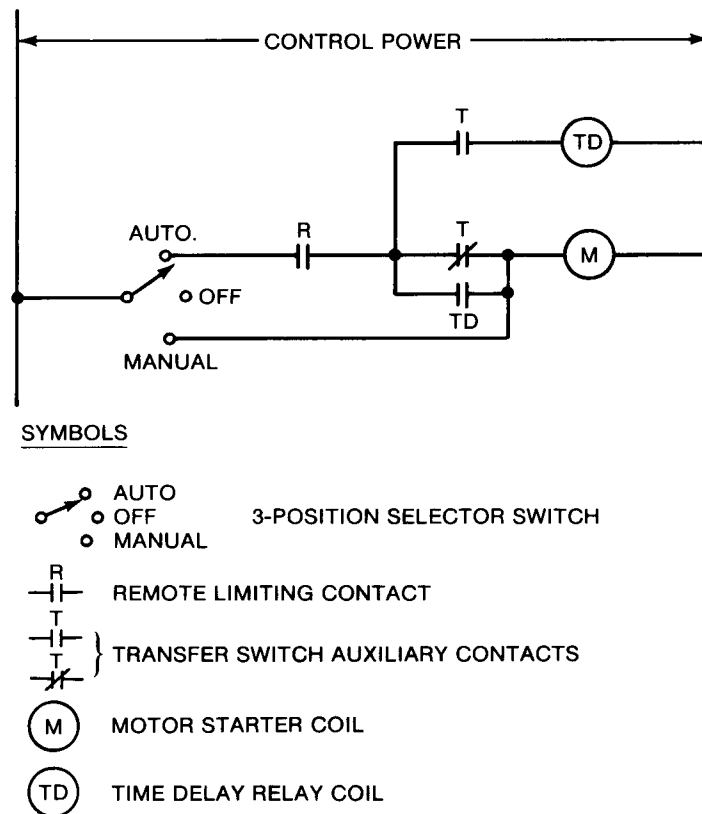 CONTROL POWER
T
TD
AUTO.
R
T
M
OFF
TD
MANUAL
SYMBOLS
AUTO
OFF
3-POSITION SELECTOR SWITCH
MANUAL
R
REMOTE LIMITING CONTACT
T
T
TRANSFER SWITCH AUXILIARY CONTACTS
M
MOTOR STARTER COIL
TD
TIME DELAY RELAY COIL